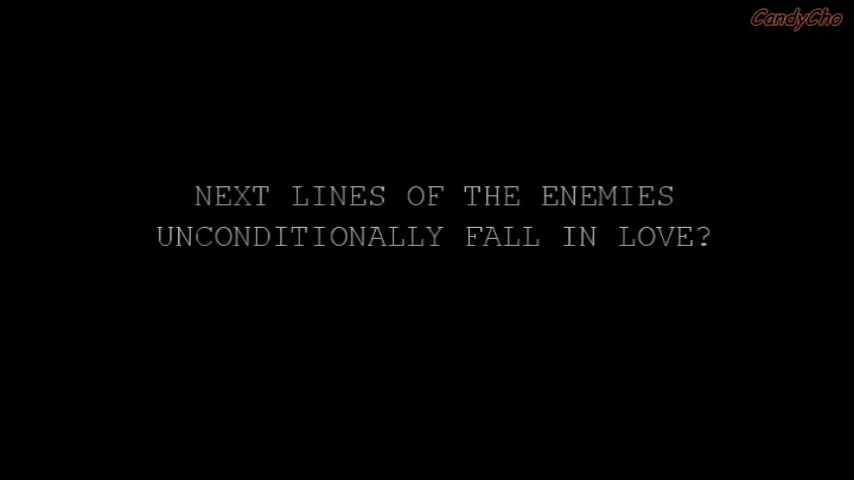 CandyCho
NEXT LINES OF THE ENEMIES
UNCONDITIONALLY FALL IN LOVE?